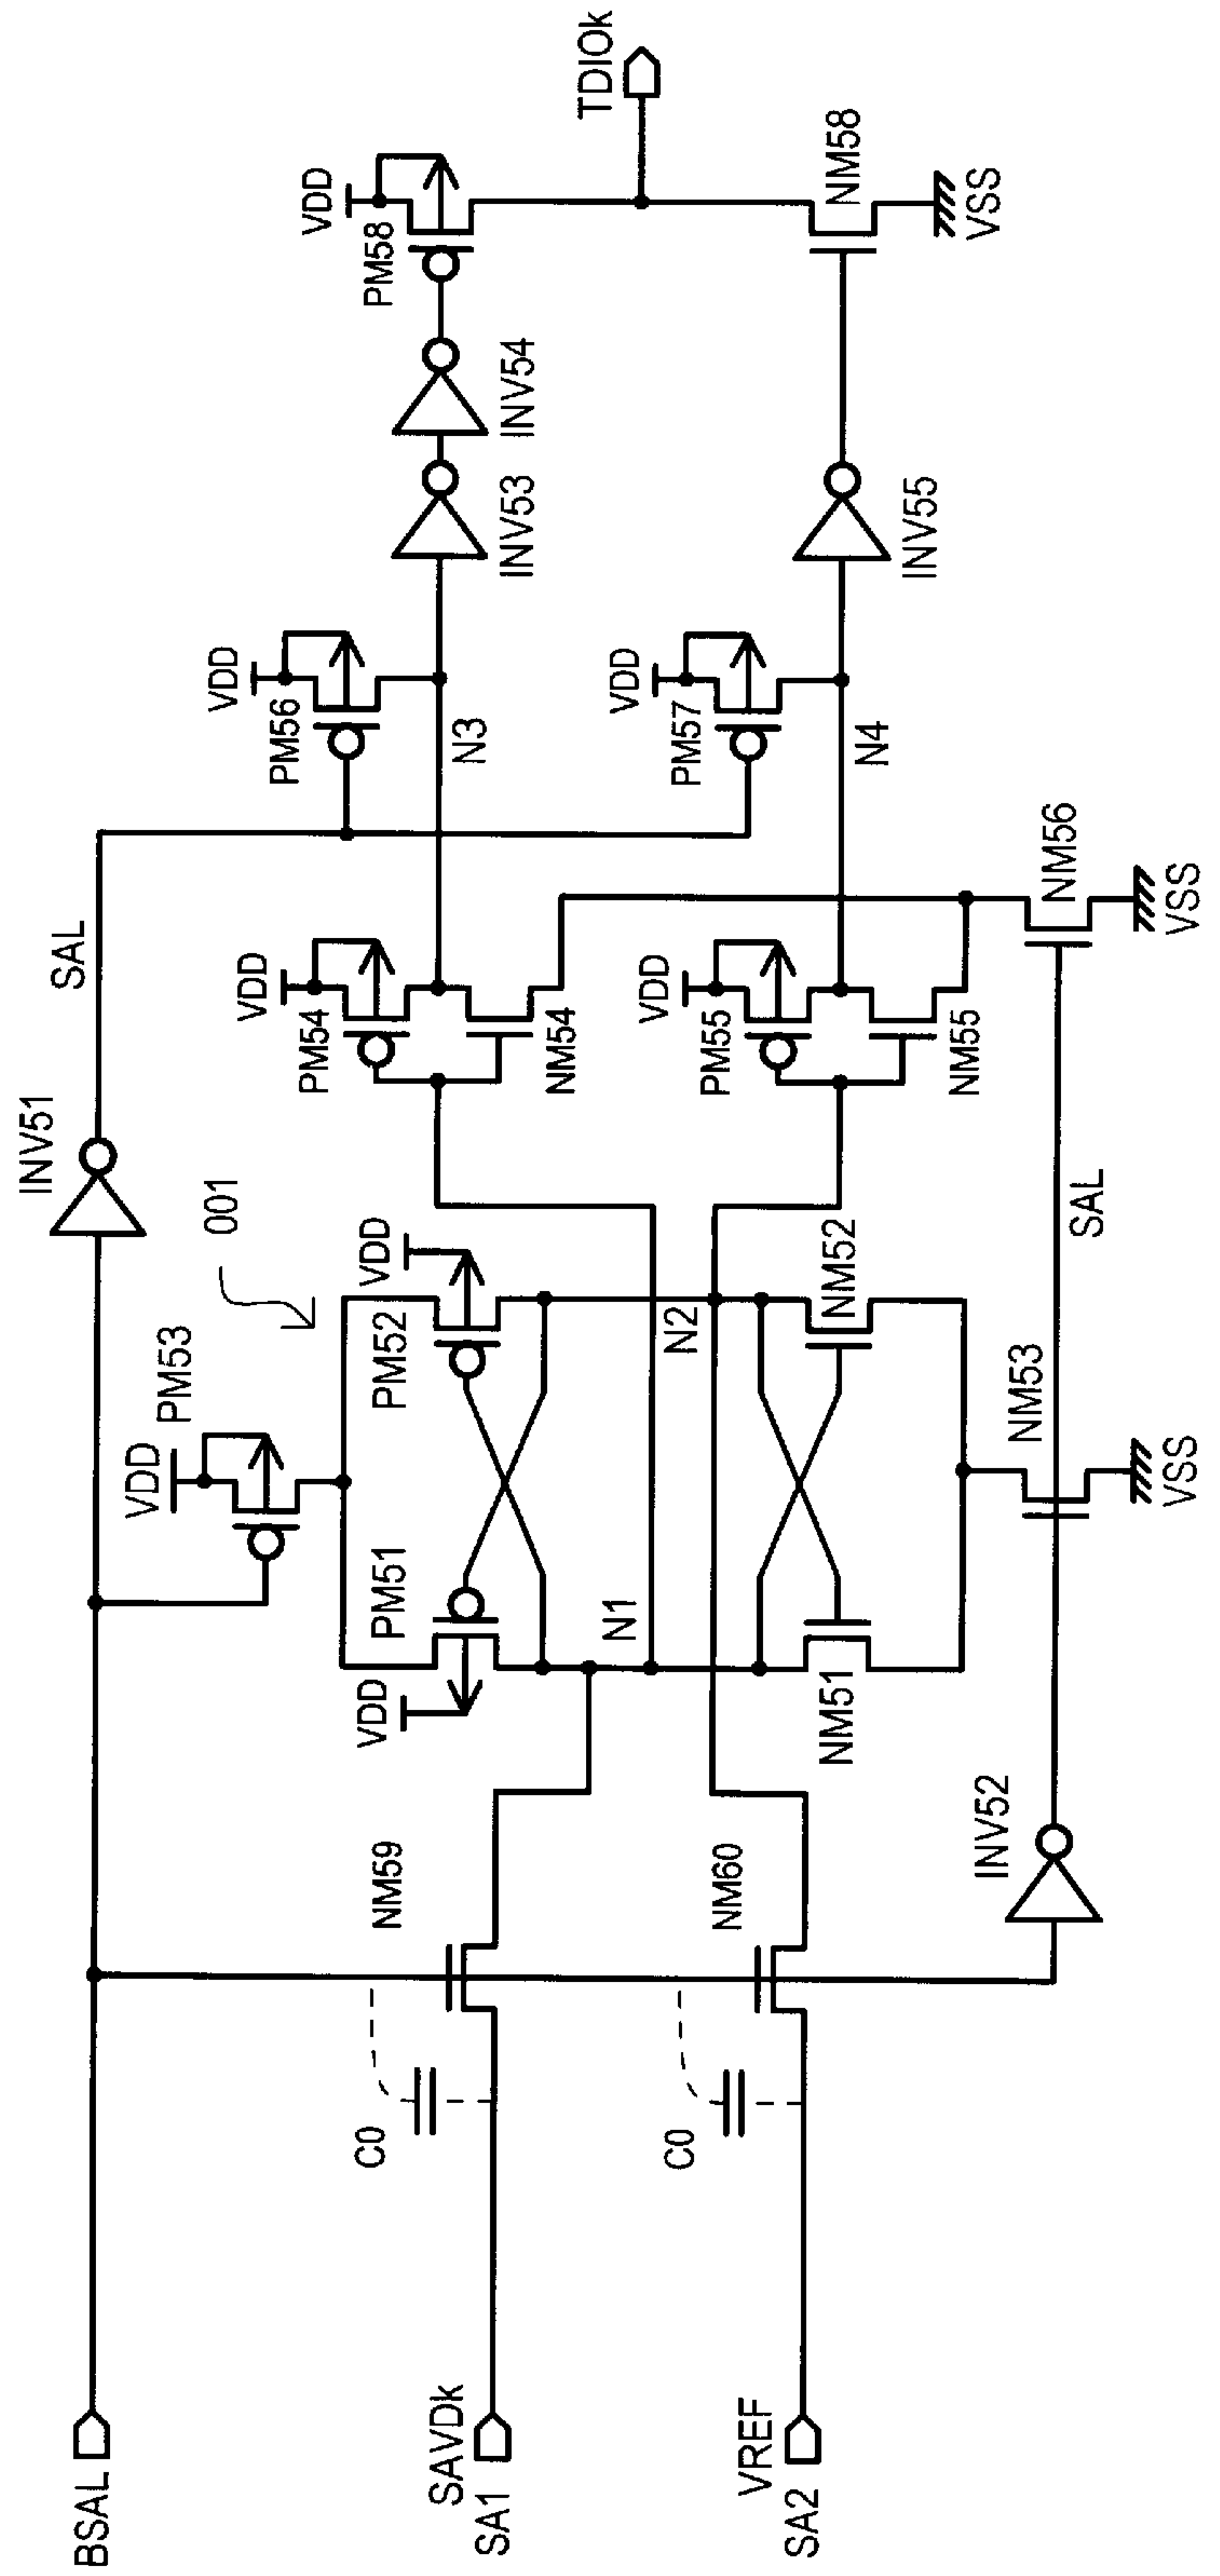 BSAL
SAVDk
SA1
VREF
SA2
C0
C0
NM59
NM60
INV52
INV51
SAL
001
VDD
PM53
VDD
PM51
VDD
PM52
N1
N2
NM51
NM52
NM53
VSS
SAL
VDD
PM54
NM54
VDD
PM55
NM55
NM56
VSS
VDD
PM56
N3
VDD
PM57
N4
INV53
INV54
INV55
VDD
PM58
NM58
VSS
TDIOk